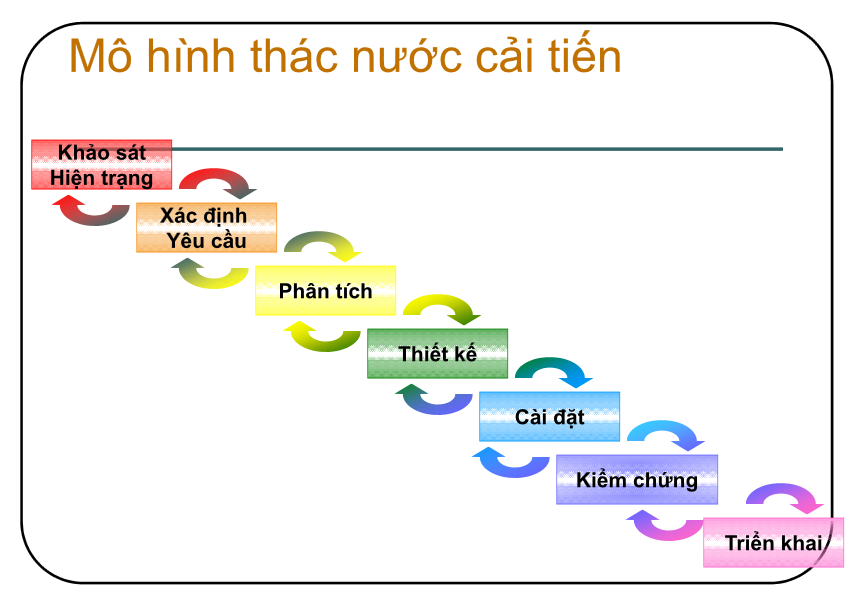 Mô hình thác nước cải tiến
Khảo sát
Hiện trạng
Xác định
Yêu cầu
Phân tích
Thiết kế
Cài đặt
Kiểm chứng
Triển khai